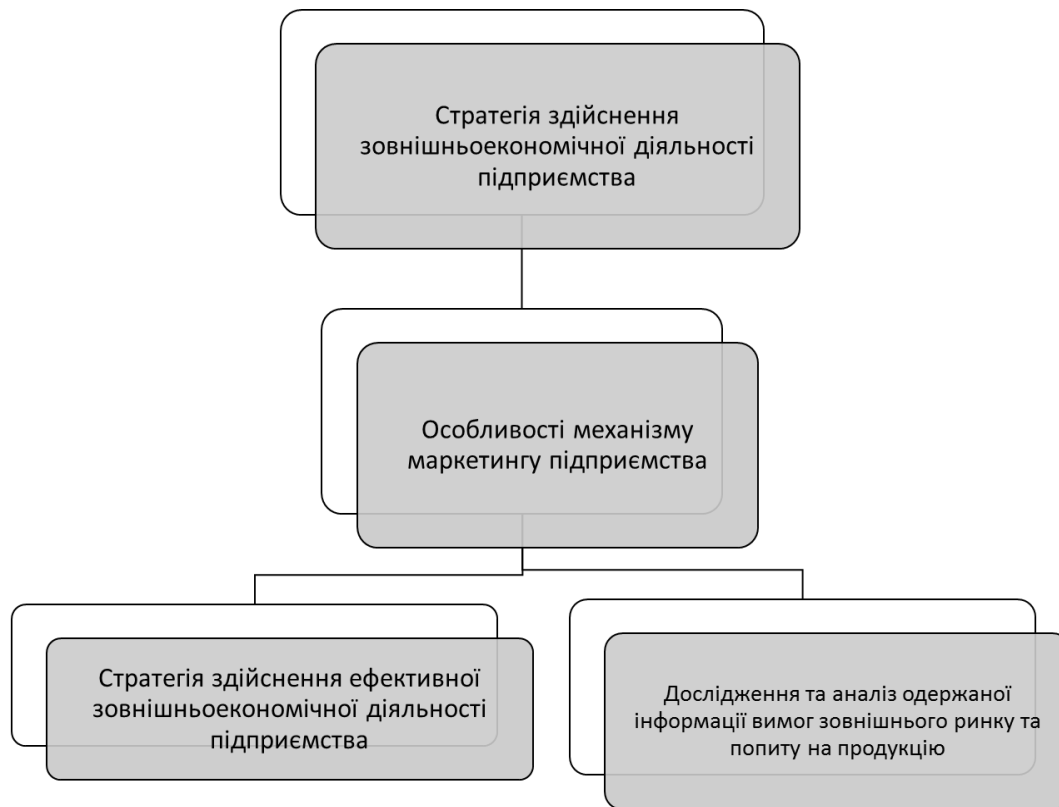 Стратегія здійснення
зовнішньоекономічної діяльності
підприємства
Особливості механізму
маркетингу підприємства
Стратегія здійснення ефективної
зовнішньоекономічної діяльності
підприємства
Дослідження та аналіз одержаної
інформації вимог зовнішнього ринку та
попиту на продукцію